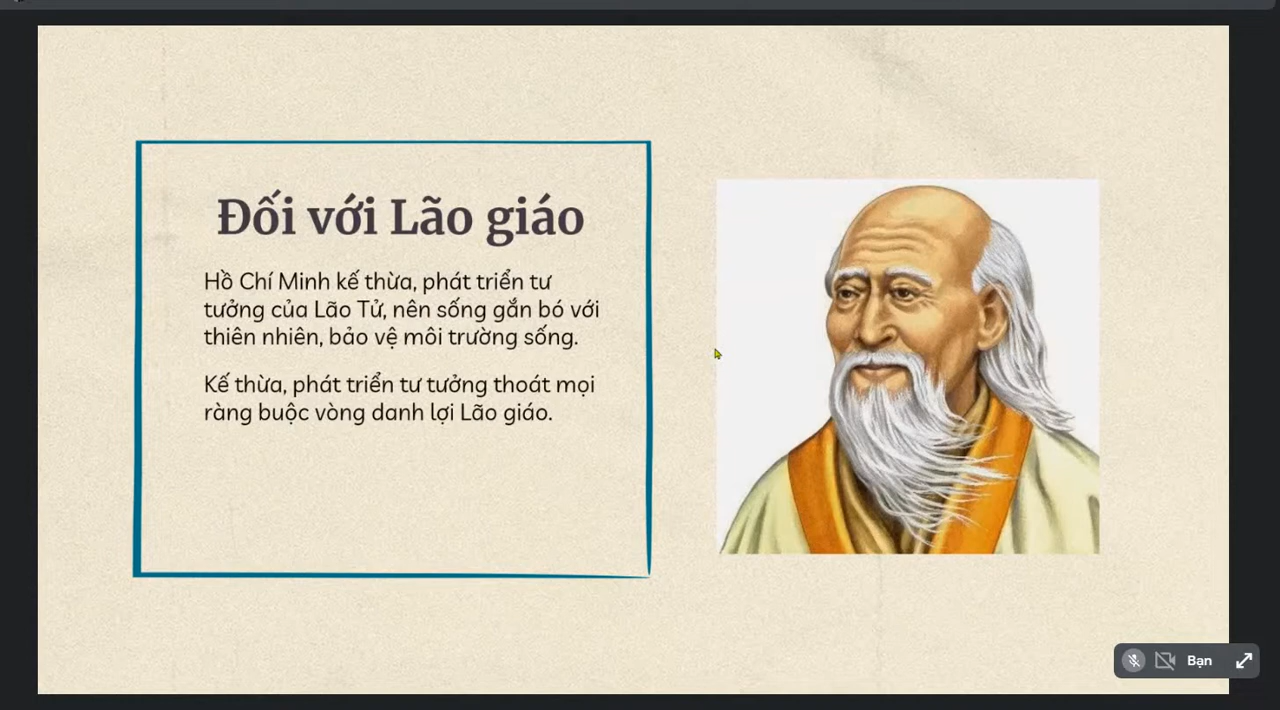 Đối với Lão giáo
Hồ Chí Minh kế thừa, phát triển tư
tưởng của Lão Tử, nên sống gắn bó với
thiên nhiên, bảo vệ môi trường sống.
Kế thừa, phát triển tư tưởng thoát mọi
ràng buộc vòng danh lợi Lão giáo.
Bạn